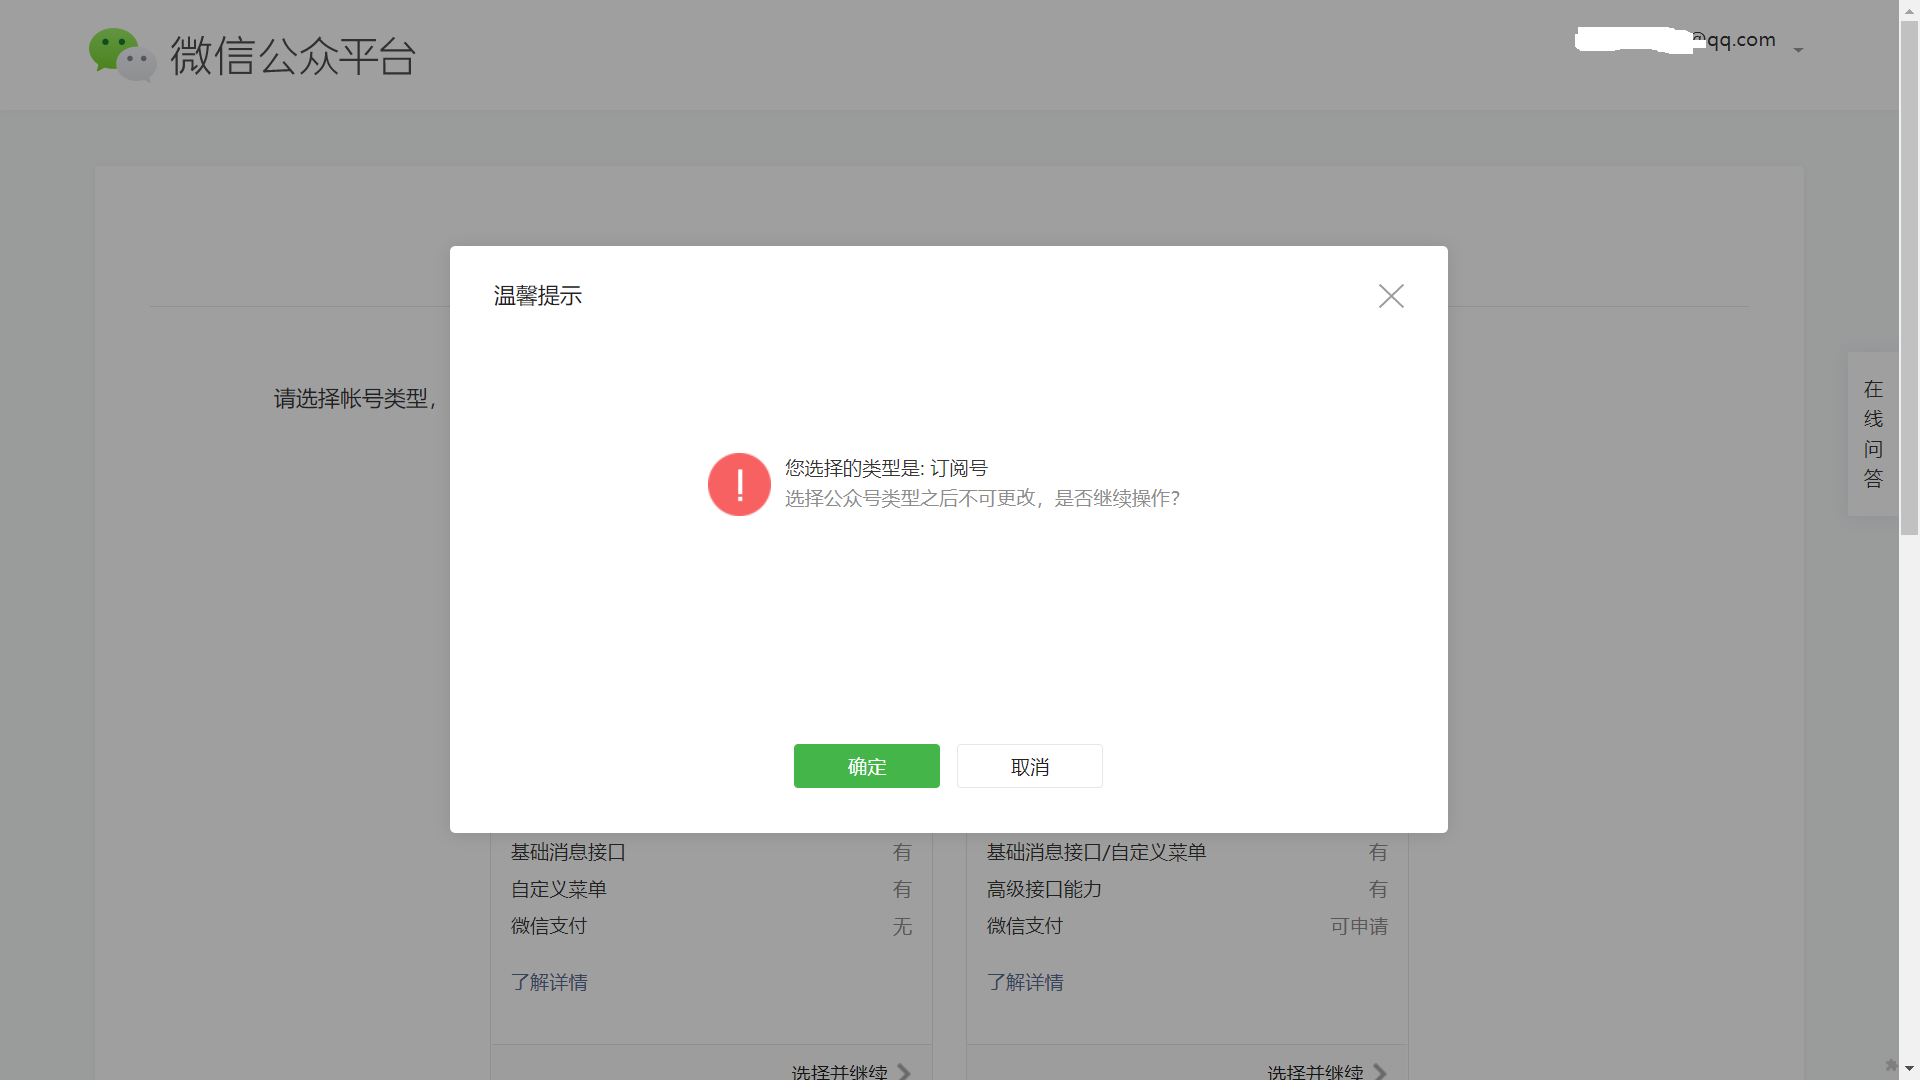 微信公众平台
@qq.com
温馨提示
请选择帐号类型，
您选择的类型是: 订阅号
选择公众号类型之后不可更改，是否继续操作?
在线问答
确定
取消
基础消息接口 有
自定义菜单 有
微信支付 无
了解详情
选择并继续
基础消息接口/自定义菜单 有
高级接口能力 有
微信支付 可申请
了解详情
选择并继续